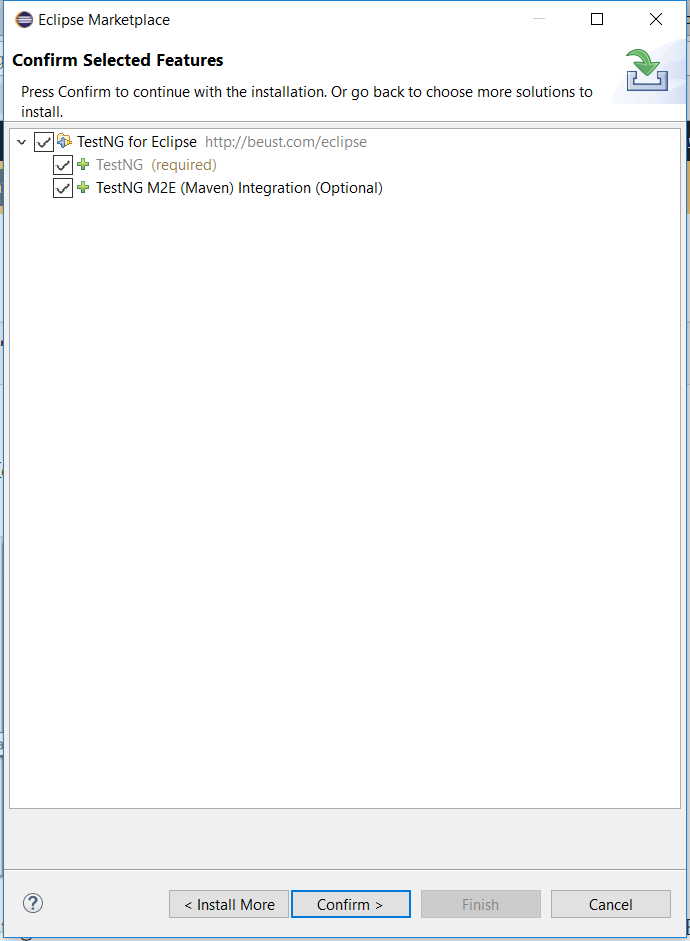 Eclipse Marketplace
Confirm Selected Features
Press Confirm to continue with the installation. Or go back to choose more solutions to
install.
TestNG for Eclipse http://beust.com/eclipse
TestNG (required)
TestNG M2E (Maven) Integration (Optional)
?
< Install More
Confirm >
Finish
Cancel